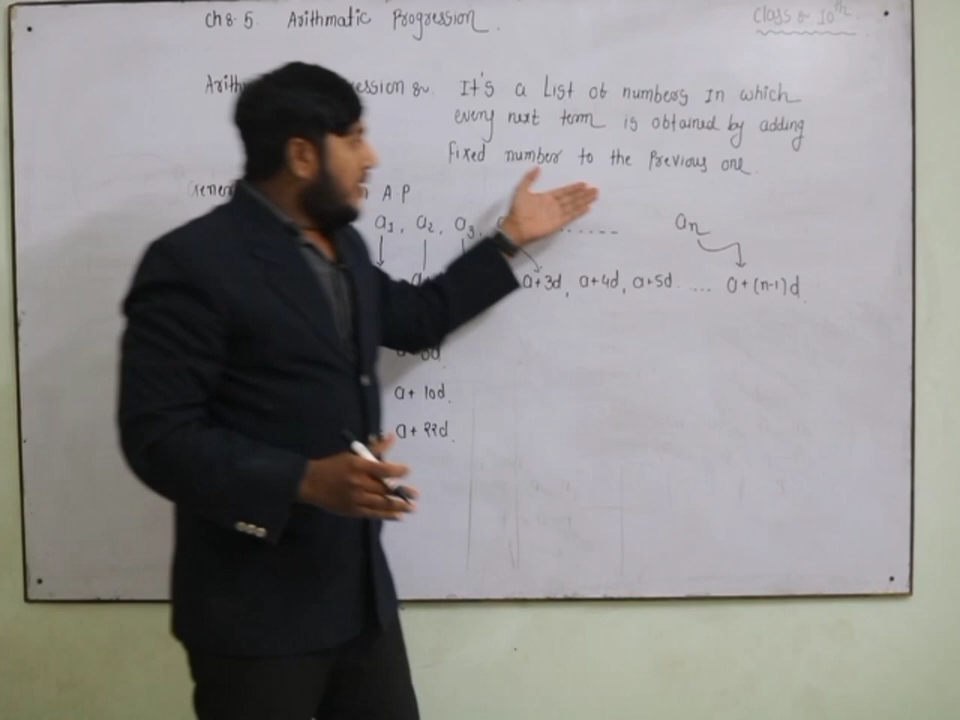 Ch 8. 5 Arithmatic Progression.
Class 8 10th
It's a List of numbers In which
every next term is obtained by adding
Fixed number to the Previous one.
A.P
a1, a2, a3, ...... an
a+3d, a+4d, a+5d .... a+(n-1)d
a+ 10d.
a+ 22d.